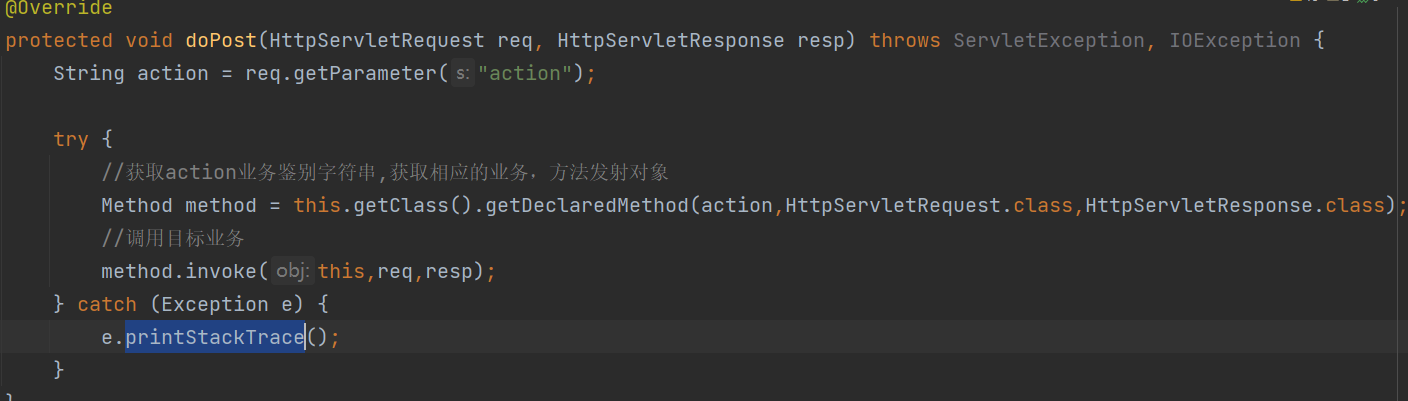 @Override
protected void doPost(HttpServletRequest req, HttpServletResponse resp) throws ServletException, IOException {
    String action = req.getParameter( s: "action");

    try {
        //获取action业务鉴别字符串,获取相应的业务，方法发射对象
        Method method = this.getClass().getDeclaredMethod(action,HttpServletRequest.class,HttpServletResponse.class);
        //调用目标业务
        method.invoke( obj: this,req,resp);
    } catch (Exception e) {
        e.printStackTrace();
    }